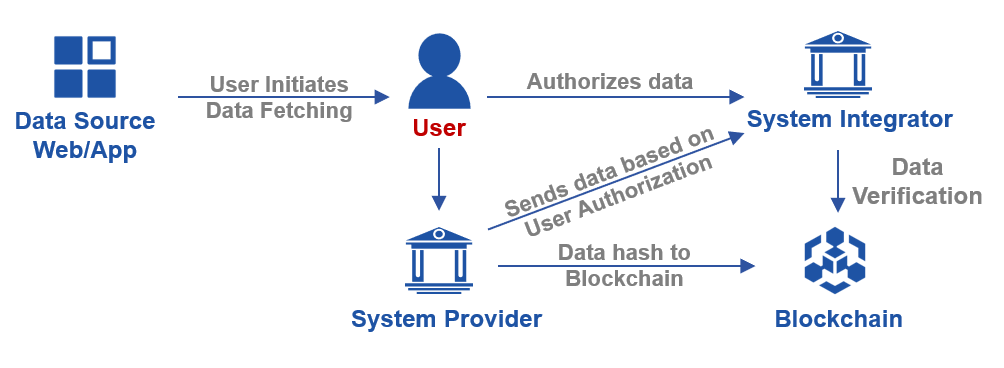 User Initiates
Data Fetching
Authorizes data
Data Source
Web/App
User
System Integrator
Sends data based on
User Authorization
Data
Verification
Data hash to
Blockchain
System Provider
Blockchain